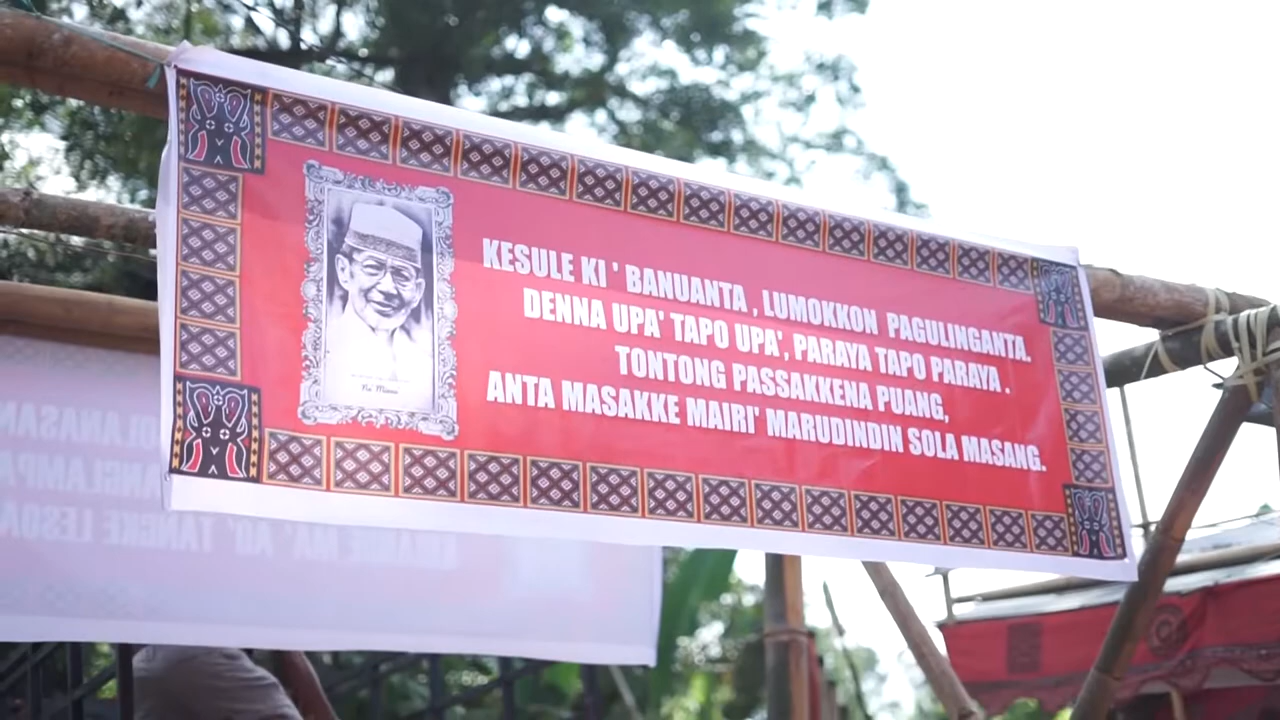 KESULE KI ' BANUANTA , LUMOKKON PAGULINGANTA.
DENNA UPA' TAPO UPA', PARAYA TAPO PARAYA .
TONTONG PASSAKKENA PUANG,
ANTA MASAKKE MAIRI' MARUDINDIN SOLA MASANG.